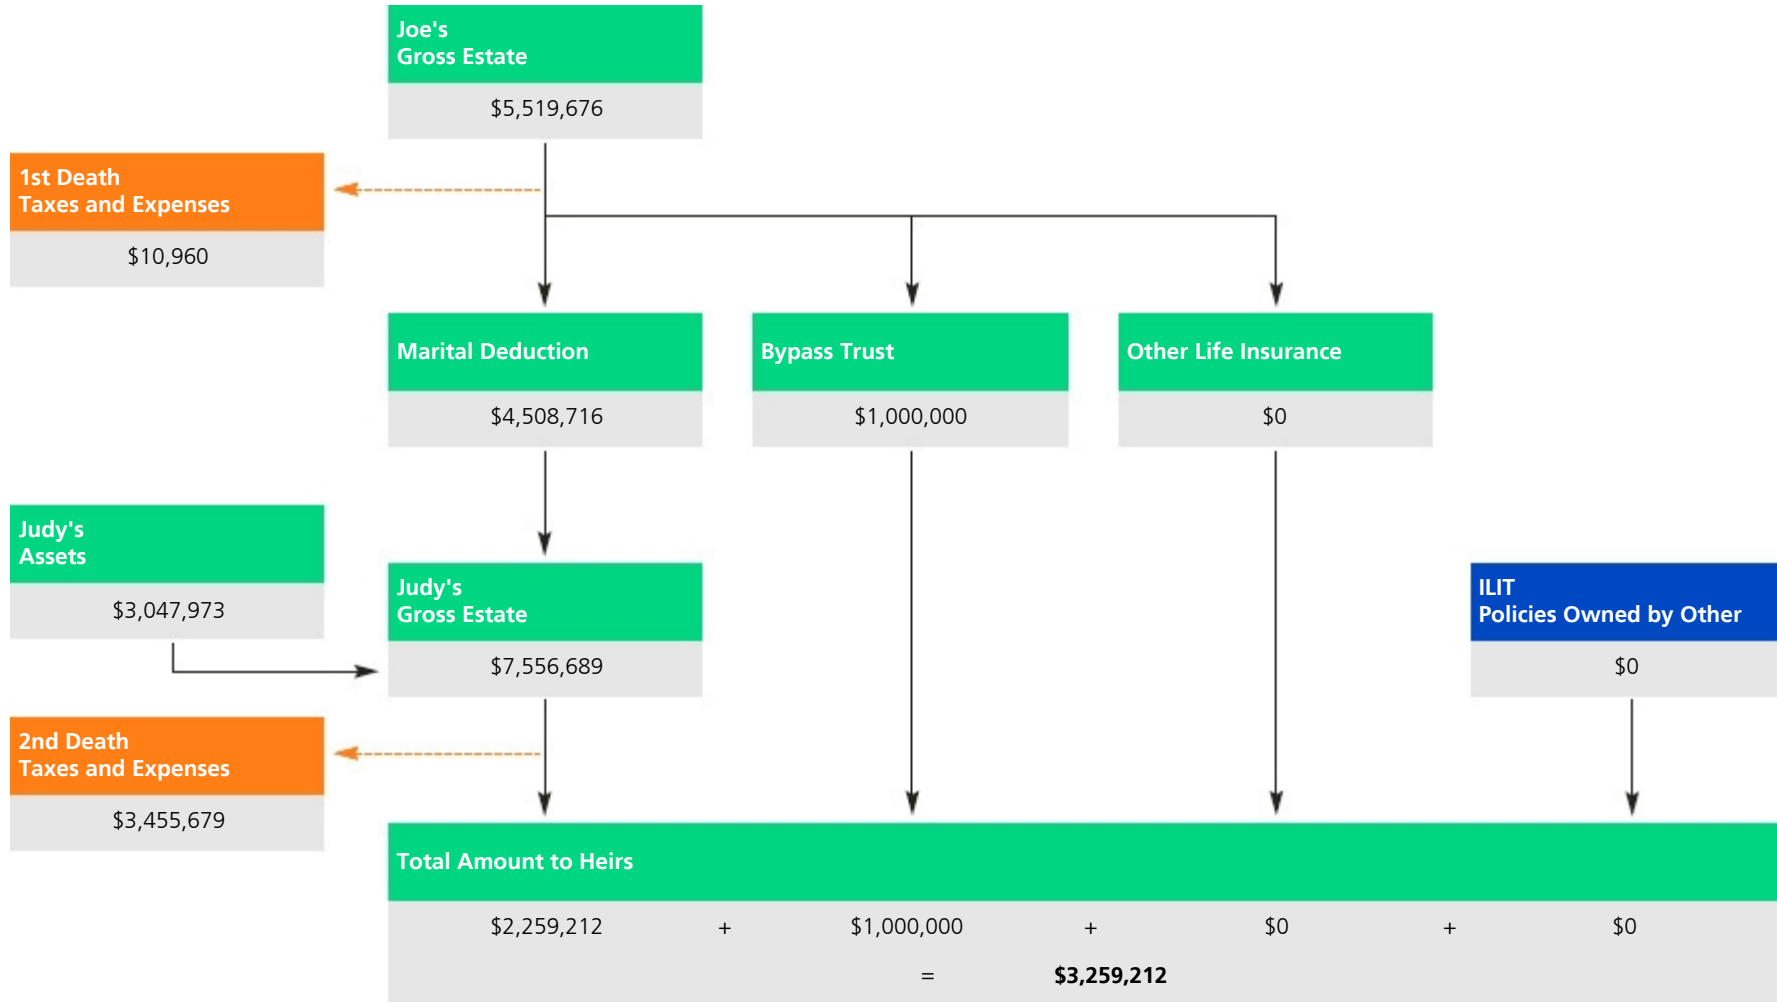 Joe's
Gross Estate
$5,519,676
1st Death
Taxes and Expenses
$10,960
Marital Deduction
$4,508,716
Bypass Trust
$1,000,000
Other Life Insurance
$0
Judy's
Assets
$3,047,973
Judy's
Gross Estate
$7,556,689
ILIT
Policies Owned by Other
$0
2nd Death
Taxes and Expenses
$3,455,679
Total Amount to Heirs
$2,259,212 + $1,000,000 + $0 + $0
= $3,259,212